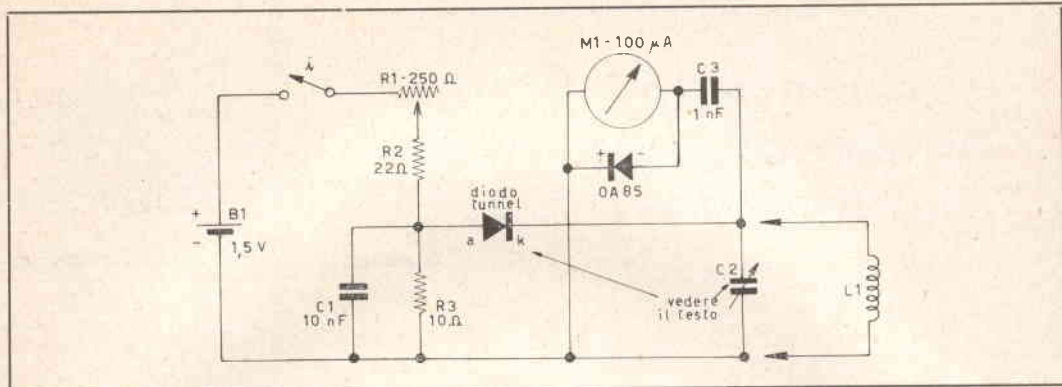 M1 - 100 µA
i
R1 - 250 Ω
C 3
1 nF
R2
22Ω
+ -
OA 85
diodo
tunnel
+
B1
-
1,5 V
a
k
C2
L1
C1
10 nF
R3
10Ω
vedere
il testo